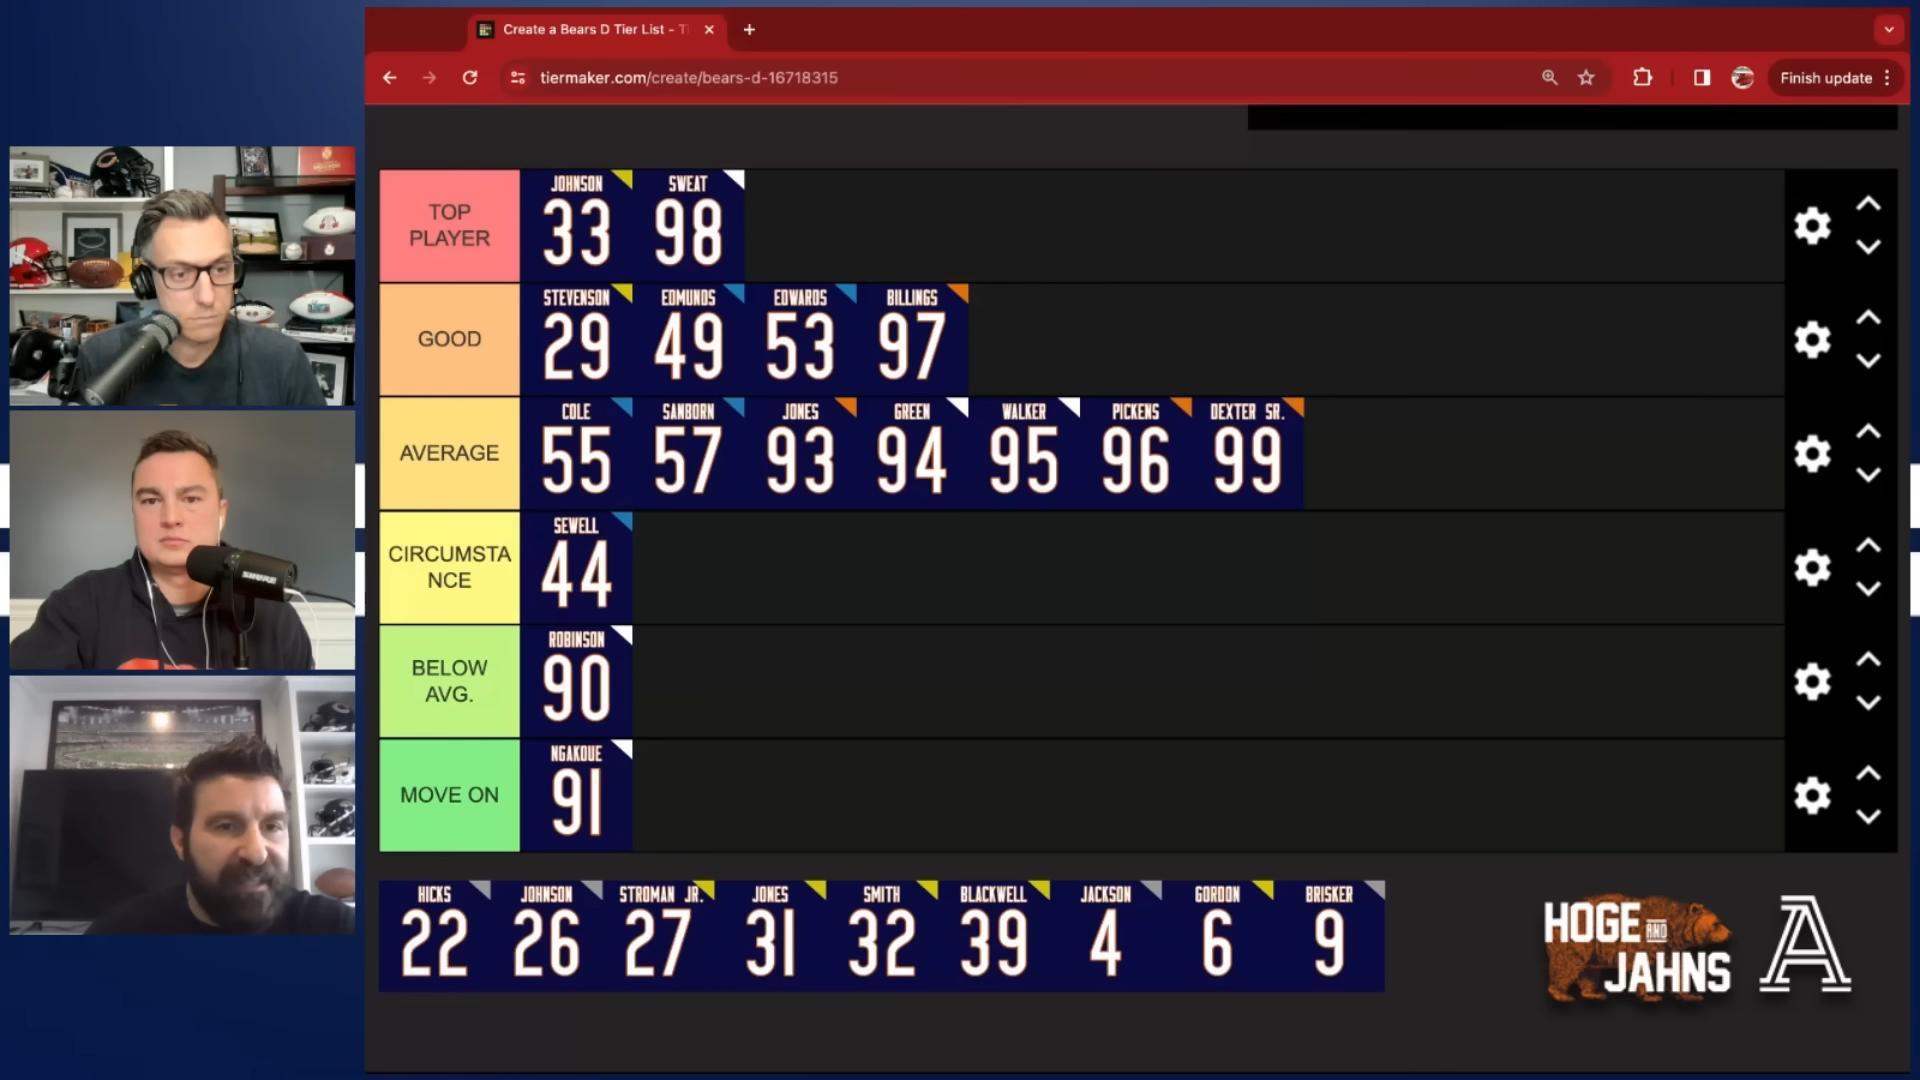 Create a Bears D Tier List - T
tiermaker.com/create/bears-d-16718315
Finish update
TOP
PLAYER
JOHNSON
33
SWEAT
98
GOOD
STEVENSON
29
EDMUNDS
49
EDWARDS
53
BILLINGS
97
AVERAGE
COLE
55
SANBORN
57
JONES
93
GREEN
94
WALKER
95
PICKENS
96
DEXTER SR.
99
CIRCUMSTA
NCE
SEWELL
44
BELOW
AVG.
ROBINSON
90
MOVE ON
NGAKOUE
91
HICKS
22
JOHNSON
26
STROMAN JR.
27
JONES
31
SMITH
32
BLACKWELL
39
JACKSON
4
GORDON
6
BRISKER
9
HOGE AND
JAHNS
A
SHURE